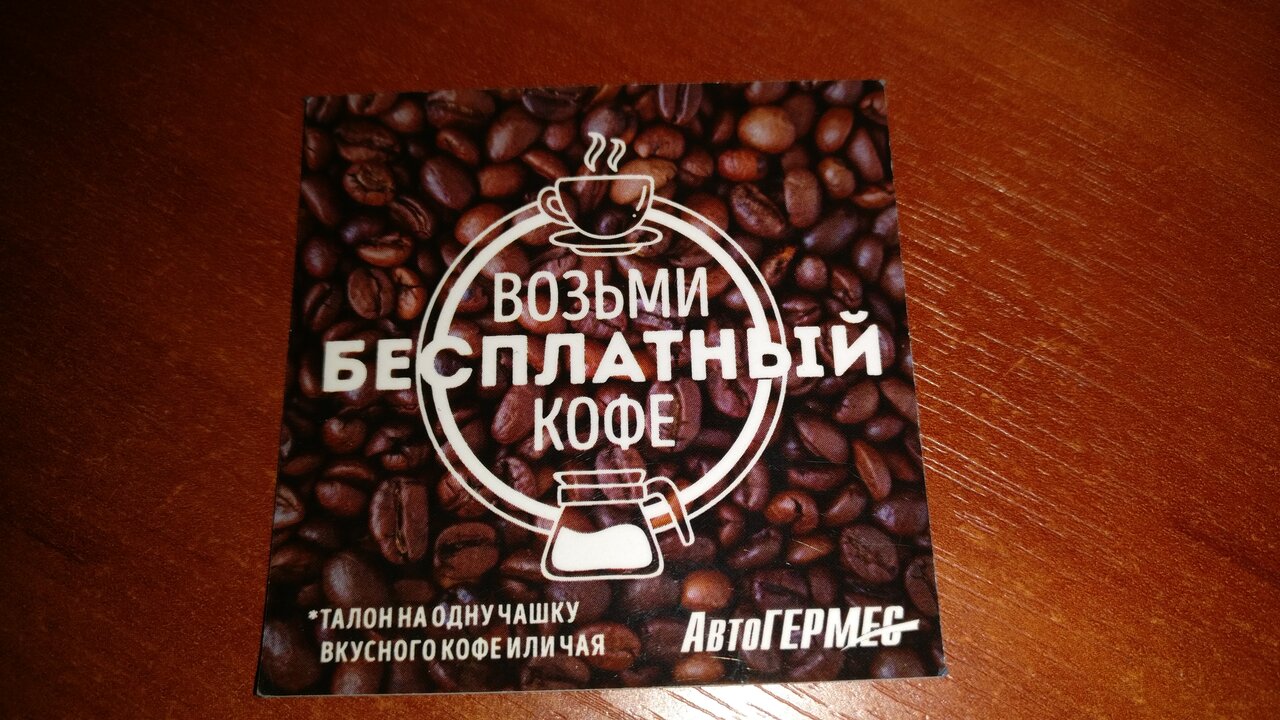 ВОЗЬМИ
БЕСПЛАТНЫЙ
КОФЕ
*ТАЛОН НА ОДНУ ЧАШКУ
ВКУСНОГО КОФЕ ИЛИ ЧАЯ
АвтоГЕРМЕС